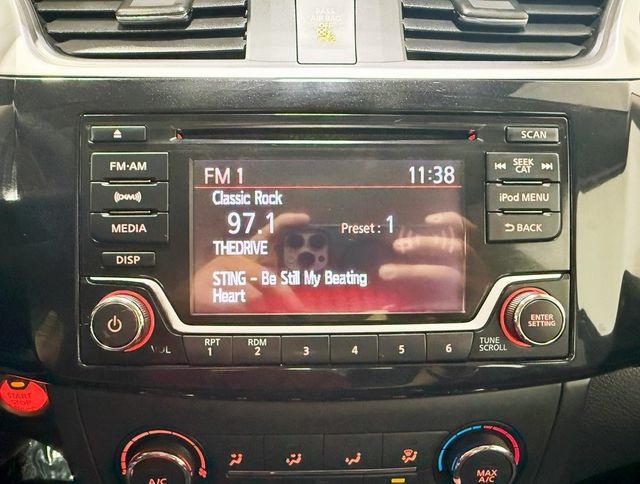 PASS
AIR BAG
OFF
SCAN
FM·AM
SEEK
CAT
MEDIA
iPod MENU
BACK
DISP
FM 1 11:38
Classic Rock
97.1 Preset : 1
THEDRIVE
STING - Be Still My Beating
Heart
VOL
RPT
1
RDM
2
3
4
5
6
TUNE
SCROLL
ENTER
SETTING
START
STOP
A/C
MAX
A/C